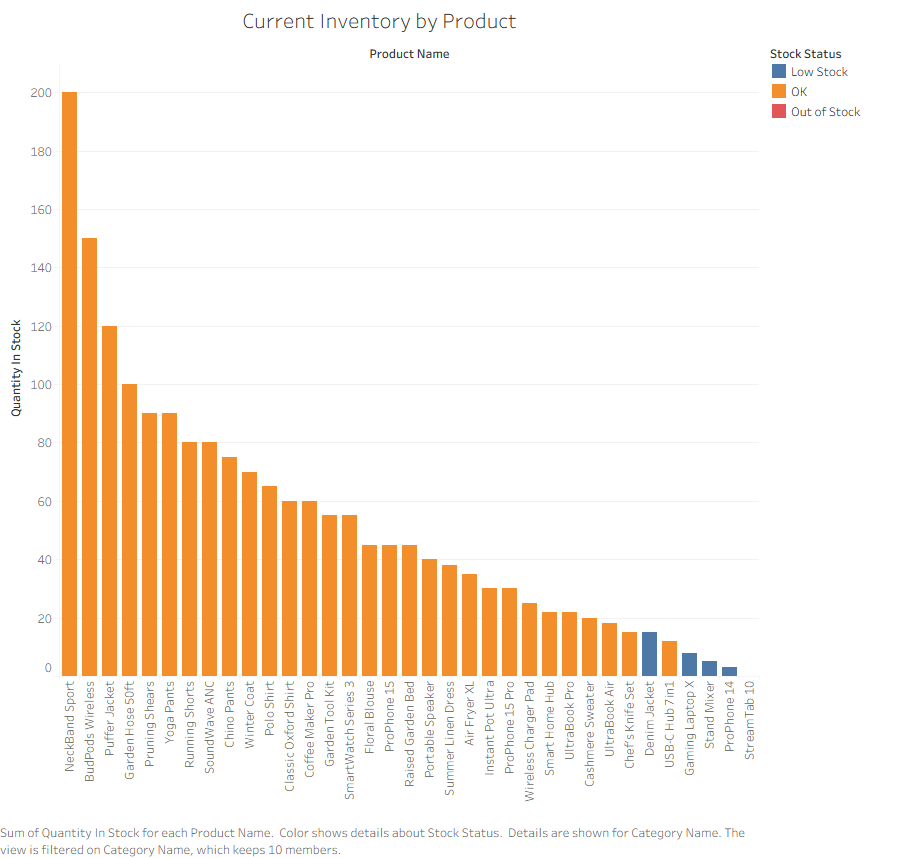 Current Inventory by Product
Product Name
Stock Status
Low Stock
OK
Out of Stock
Quantity In Stock
200
180
160
140
120
100
80
60
40
20
0
NeckBand Sport
BudPods Wireless
Puffer Jacket
Garden Hose 50ft
Pruning Shears
Yoga Pants
Running Shorts
SoundWave ANC
Chino Pants
Winter Coat
Polo Shirt
Classic Oxford Shirt
Coffee Maker Pro
Garden Tool Kit
SmartWatch Series 3
Floral Blouse
ProPhone 15
Raised Garden Bed
Portable Speaker
Summer Linen Dress
Air Fryer XL
Instant Pot Ultra
ProPhone 15 Pro
Wireless Charger Pad
Smart Home Hub
UltraBook Pro
Cashmere Sweater
UltraBook Air
Chef's Knife Set
Denim Jacket
USB-C Hub 7in1
Gaming Laptop X
Stand Mixer
ProPhone 14
StreamTab 10
Sum of Quantity In Stock for each Product Name. Color shows details about Stock Status. Details are shown for Category Name. The
view is filtered on Category Name, which keeps 10 members.